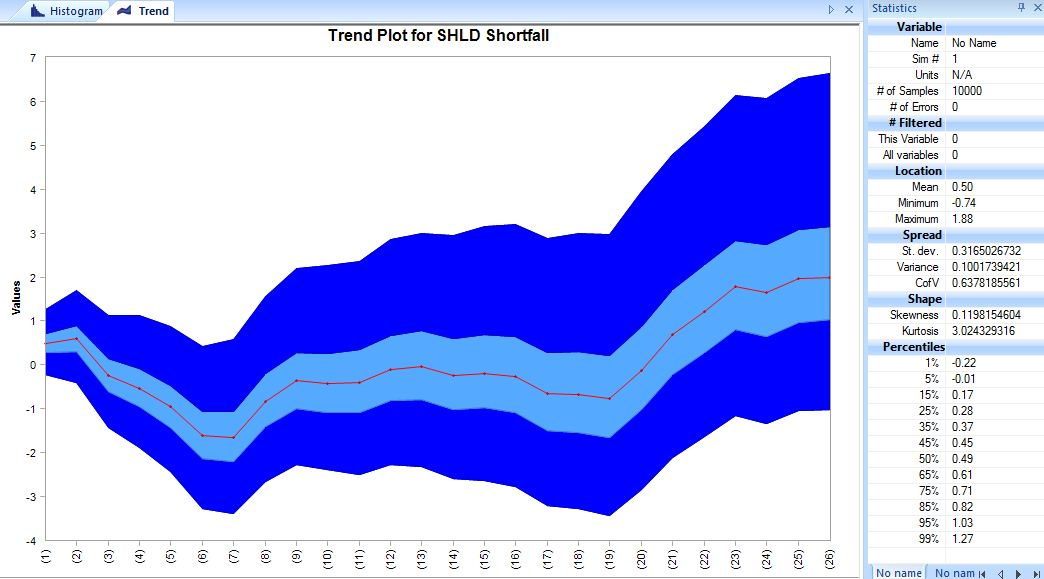 Histogram Trend
Trend Plot for SHLD Shortfall
7
6
5
4
3
2
1
0
-1
-2
-3
-4
Values
(1) (2) (3) (4) (5) (6) (7) (8) (9) (10) (11) (12) (13) (14) (15) (16) (17) (18) (19) (20) (21) (22) (23) (24) (25) (26)
Statistics
Variable
Name No Name
Sim # 1
Units N/A
# of Samples 10000
# of Errors 0
# Filtered
This Variable 0
All variables 0
Location
Mean 0.50
Minimum -0.74
Maximum 1.88
Spread
St. dev. 0.3165026732
Variance 0.1001739421
CofV 0.6378185561
Shape
Skewness 0.1198154604
Kurtosis 3.024329316
Percentiles
1% -0.22
5% -0.01
15% 0.17
25% 0.28
35% 0.37
45% 0.45
50% 0.49
65% 0.61
75% 0.71
85% 0.82
95% 1.03
99% 1.27
No name No nam